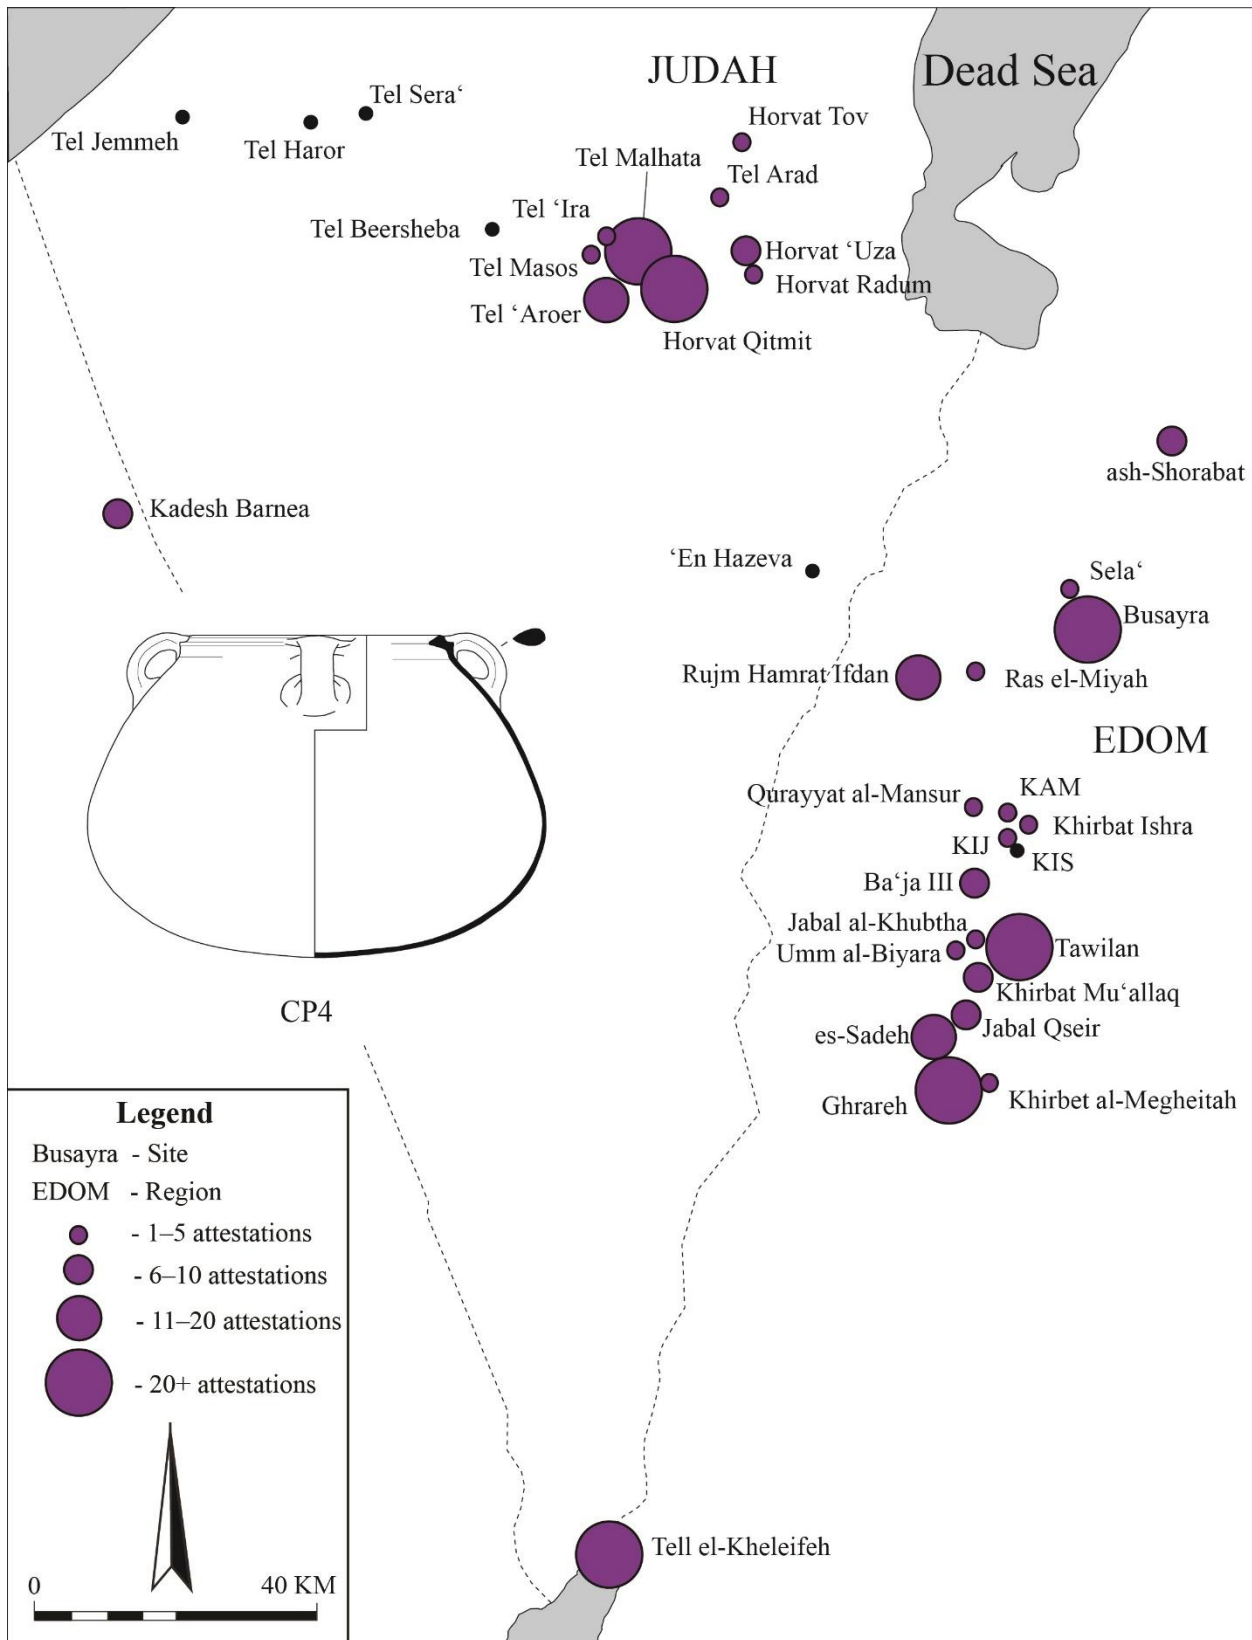 JUDAH
Dead Sea
Tel Sera‘
Tel Jemmeh
Tel Haror
Horvat Tov
Tel Malhata
Tel Arad
Tel ‘Ira
Tel Beersheba
Horvat ‘Uza
Tel Masos
Horvat Radum
Tel ‘Aroer
Horvat Qitmit
ash-Shorabat
Kadesh Barnea
‘En Hazeva
Sela‘
Busayra
Rujm Hamrat Ifdan
Ras el-Miyah
EDOM
Qurayyat al-Mansur
KAM
Khirbat Ishra
KIJ
KIS
Ba‘ja III
Jabal al-Khubtha
Umm al-Biyara
Tawilan
Khirbat Mu‘allaq
Jabal Qseir
es-Sadeh
Ghrareh
Khirbet al-Megheitah
CP4
Legend
Busayra - Site
EDOM - Region
- 1–5 attestations
- 6–10 attestations
- 11–20 attestations
- 20+ attestations
0 40 KM
Tell el-Kheleifeh